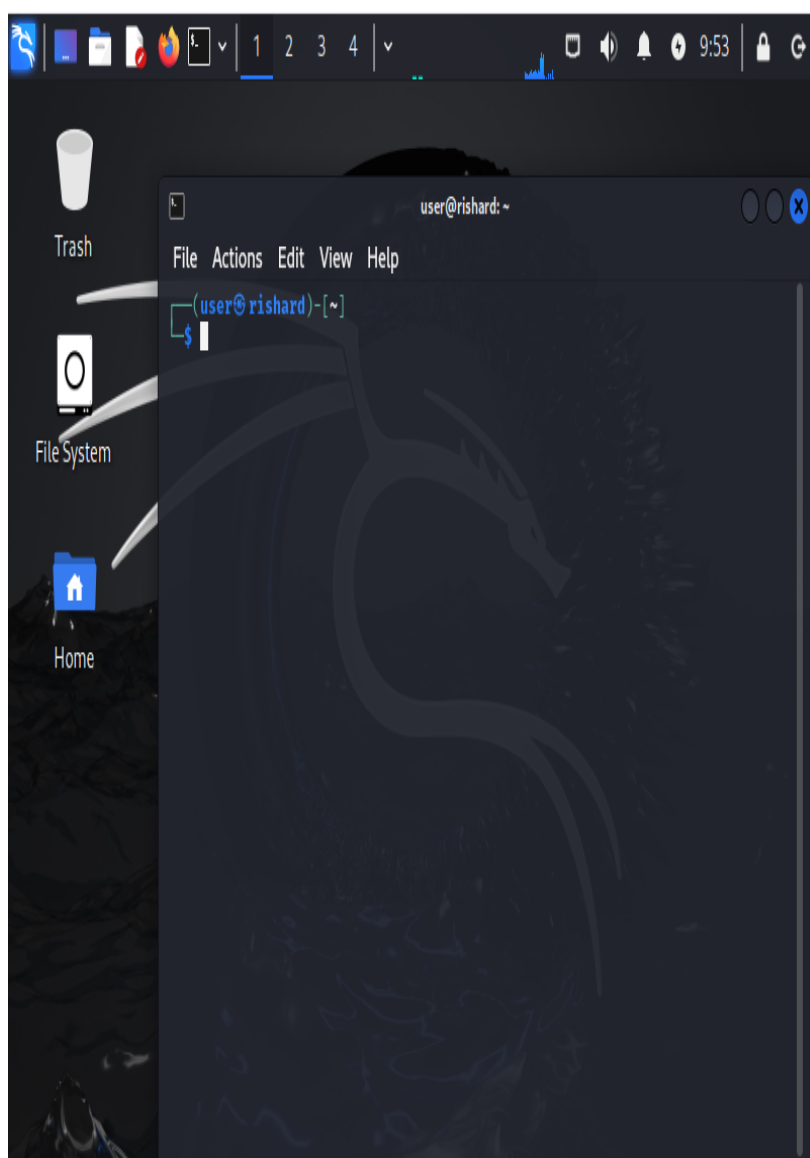 1 2 3 4 9:53
Trash
user@rishard: ~
File Actions Edit View Help
┌──(user㉿rishard)-[~]
└─$
File System
Home